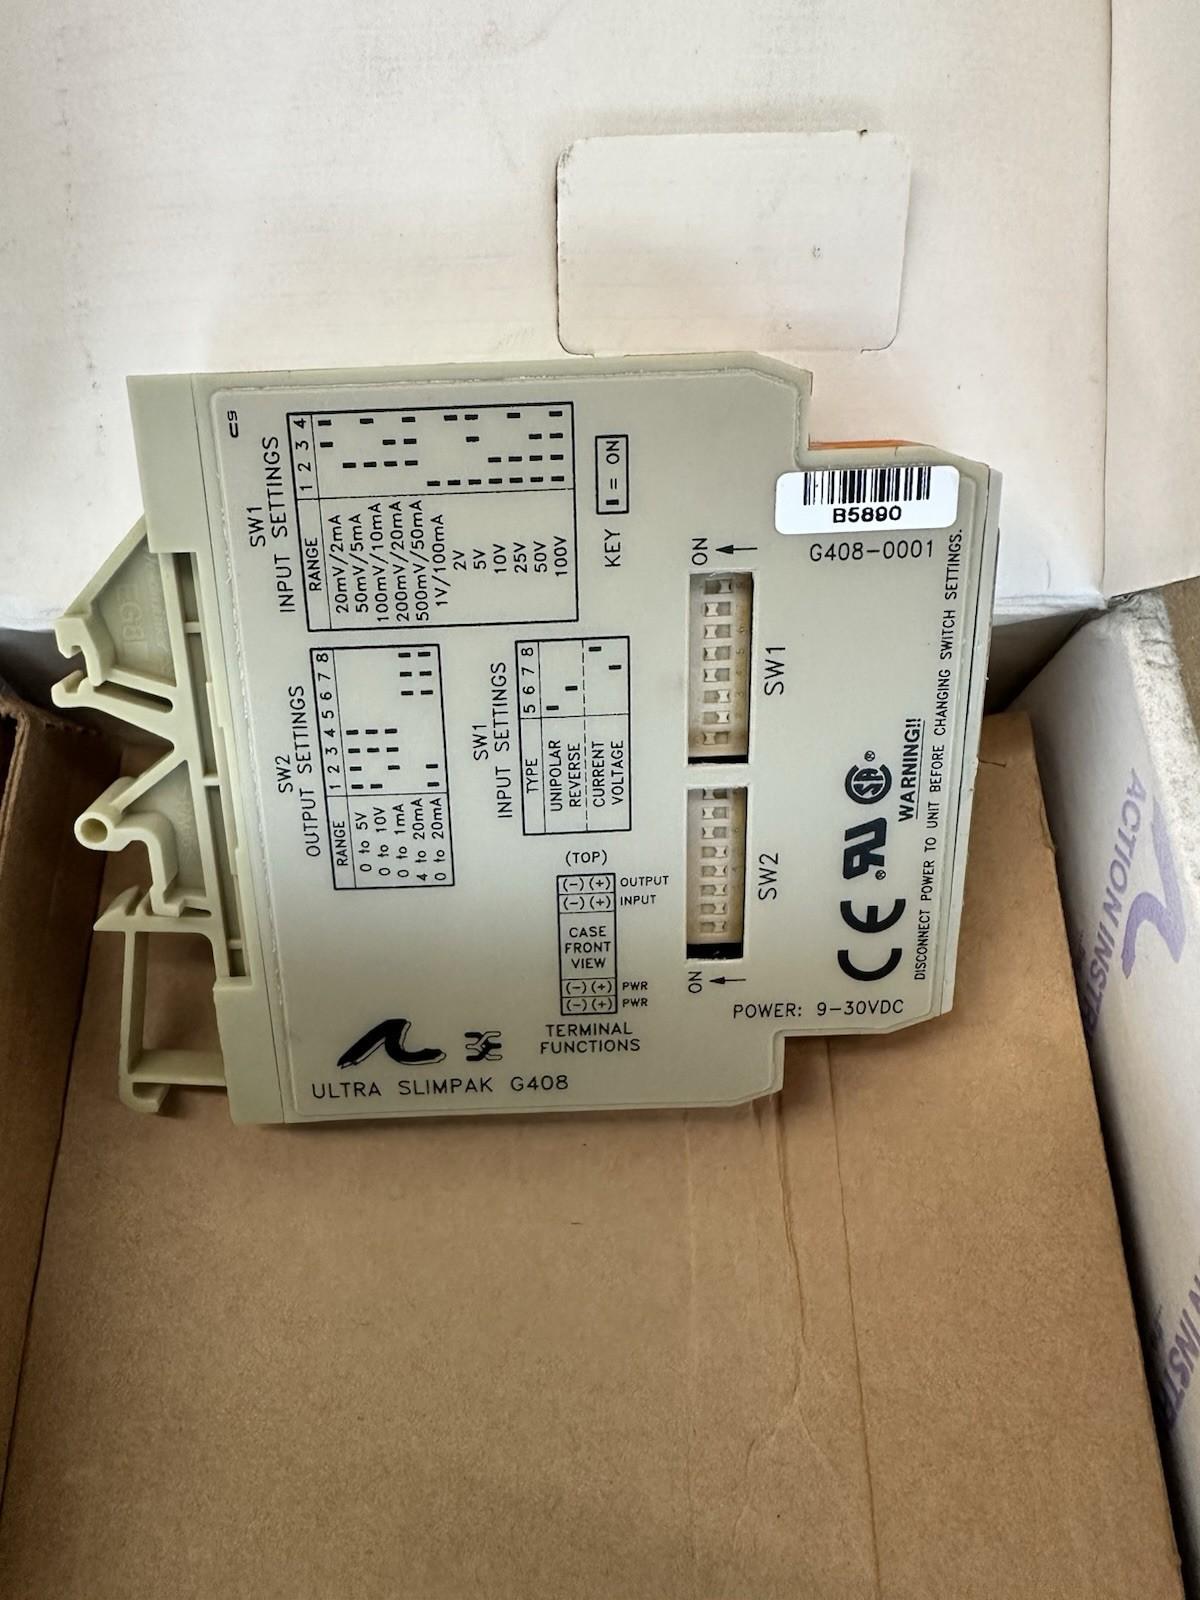 C9
SW1
INPUT SETTINGS
RANGE 1 2 3 4
20mV/2mA
50mV/5mA
100mV/10mA
200mV/20mA
500mV/50mA
1V/100mA
2V
5V
10V
25V
50V
100V
KEY ▮ = ON
SW2
OUTPUT SETTINGS
RANGE 1 2 3 4 5 6 7 8
0 to 5V
0 to 10V
0 to 1mA
4 to 20mA
0 to 20mA
SW1
INPUT SETTINGS
TYPE 5 6 7 8
UNIPOLAR
REVERSE
CURRENT
VOLTAGE
(TOP)
(-) (+) OUTPUT
(-) (+) INPUT
CASE
FRONT
VIEW
(-) (+) PWR
(-) (+) PWR
TERMINAL
FUNCTIONS
ULTRA SLIMPAK G408
ON
SW1
SW2
ON
B5890
G408-0001
POWER: 9-30VDC
CE
WARNING!!
DISCONNECT POWER TO UNIT BEFORE CHANGING SWITCH SETTINGS.
ACTION INSTR
N INSTR